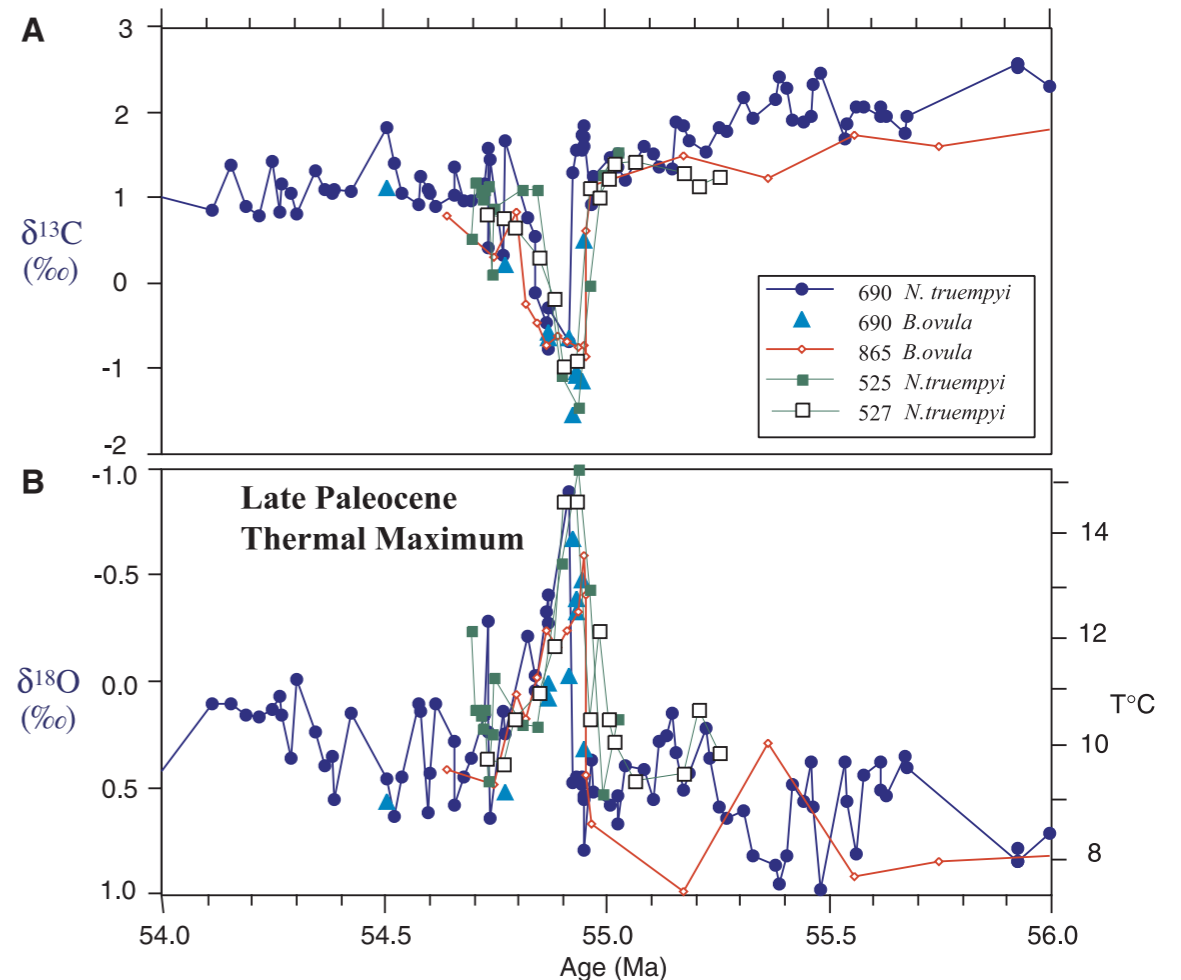 A
3
2
1
0
-1
-2
δ13C
(‰)
690 N. truempyi
690 B.ovula
865 B.ovula
525 N.truempyi
527 N.truempyi
B
Late Paleocene
Thermal Maximum
-1.0
-0.5
0.0
0.5
1.0
δ18O
(‰)
14
12
10
8
T°C
54.0 54.5 55.0 55.5 56.0
Age (Ma)